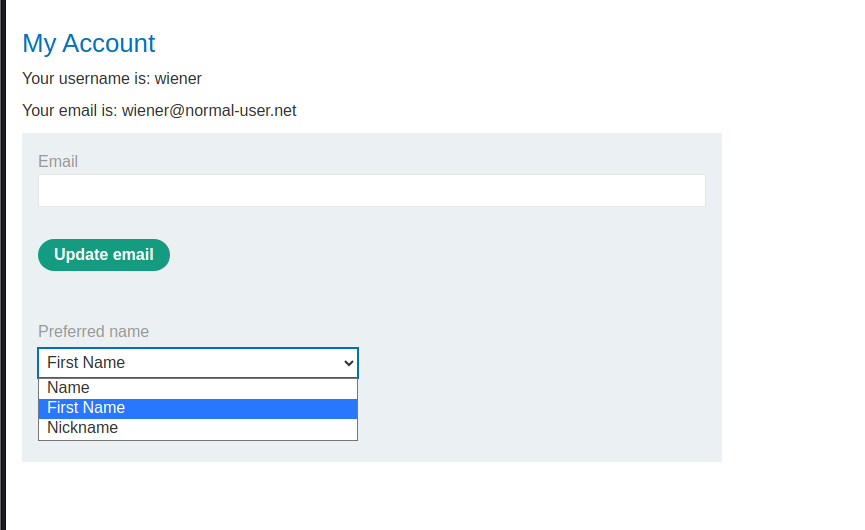 My Account
Your username is: wiener
Your email is: wiener@normal-user.net
Email
Update email
Preferred name
First Name
Name
First Name
Nickname